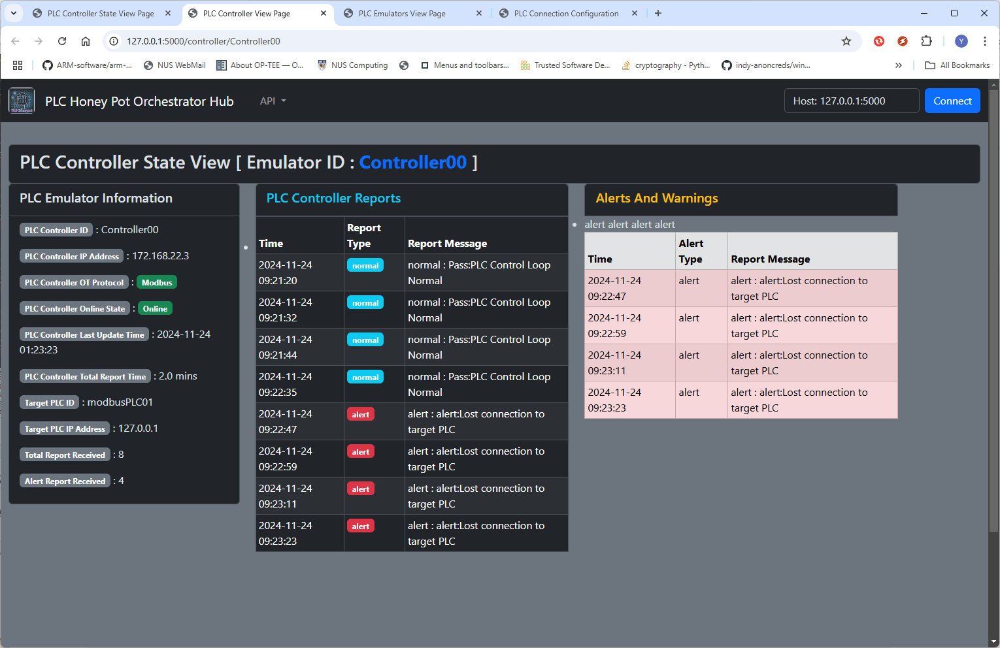 PLC Controller State View Page
PLC Controller View Page
PLC Emulators View Page
PLC Connection Configuration
127.0.0.1:5000/controller/Controller00
Y
ARM-software/arm-...
NUS WebMail
About OP-TEE — O...
NUS Computing
Menus and toolbars...
Trusted Software De...
cryptography - Pyth...
indy-anoncreds/win...
All Bookmarks
PLC Honey Pot Orchestrator Hub
API
Host: 127.0.0.1:5000
Connect
PLC Controller State View [ Emulator ID : Controller00 ]
PLC Emulator Information
PLC Controller ID : Controller00
PLC Controller IP Address : 172.168.22.3
PLC Controller OT Protocol : Modbus
PLC Controller Online State : Online
PLC Controller Last Update Time : 2024-11-24
01:23:23
PLC Controller Total Report Time : 2.0 mins
Target PLC ID : modbusPLC01
Target PLC IP Address : 127.0.0.1
Total Report Received : 8
Alert Report Received : 4
PLC Controller Reports
Time
Report
Type
Report Message
2024-11-24
09:21:20
normal
normal : Pass:PLC Control Loop
Normal
2024-11-24
09:21:32
normal
normal : Pass:PLC Control Loop
Normal
2024-11-24
09:21:44
normal
normal : Pass:PLC Control Loop
Normal
2024-11-24
09:22:35
normal
normal : Pass:PLC Control Loop
Normal
2024-11-24
09:22:47
alert
alert : alert:Lost connection to
target PLC
2024-11-24
09:22:59
alert
alert : alert:Lost connection to
target PLC
2024-11-24
09:23:11
alert
alert : alert:Lost connection to
target PLC
2024-11-24
09:23:23
alert
alert : alert:Lost connection to
target PLC
Alerts And Warnings
alert alert alert alert
Time
Alert
Type
Report Message
2024-11-24
09:22:47
alert
alert : alert:Lost connection to
target PLC
2024-11-24
09:22:59
alert
alert : alert:Lost connection to
target PLC
2024-11-24
09:23:11
alert
alert : alert:Lost connection to
target PLC
2024-11-24
09:23:23
alert
alert : alert:Lost connection to
target PLC